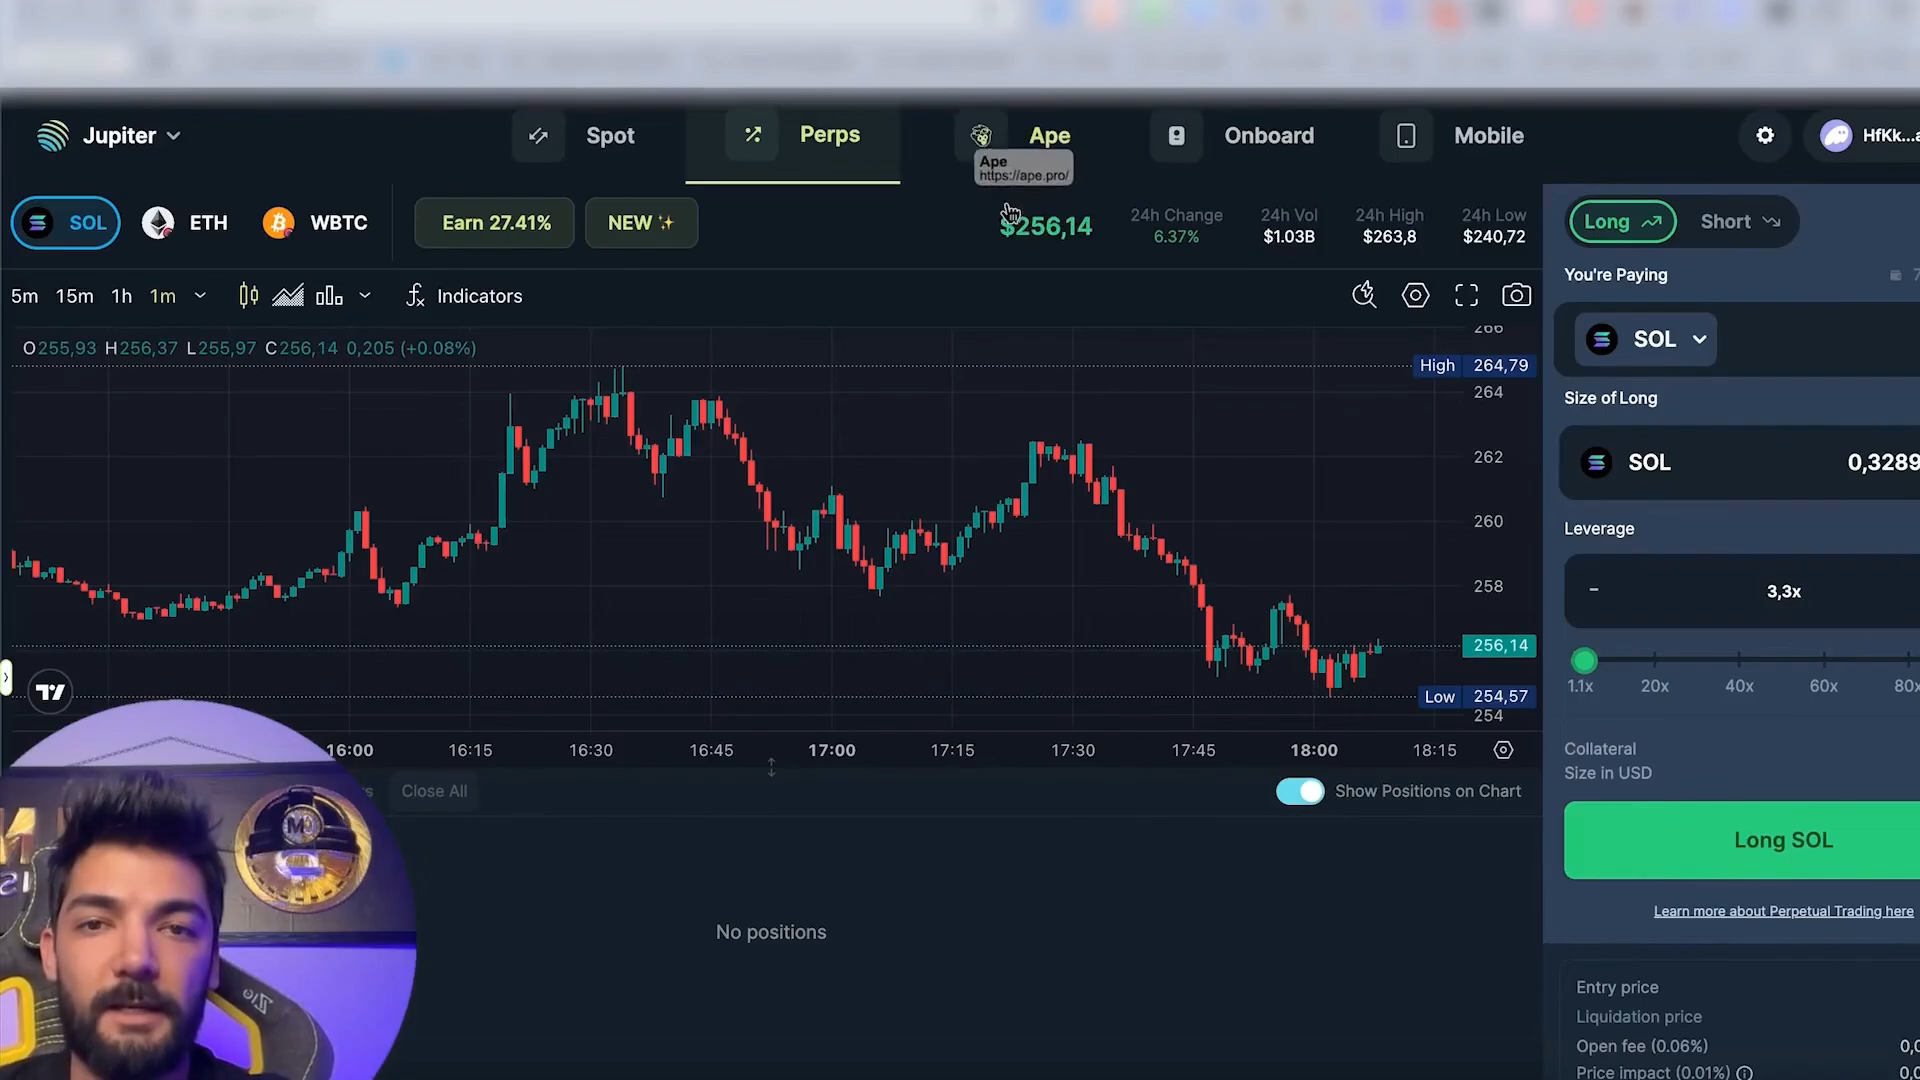 Jupiter
Spot
Perps
Ape
Onboard
Mobile
HfKk...
Ape
https://ape.pro/
SOL
ETH
WBTC
Earn 27.41%
NEW
$256,14
24h Change
6.37%
24h Vol
$1.03B
24h High
$263,8
24h Low
$240,72
Long
Short
You're Paying
5m 15m 1h 1m
Indicators
SOL
O255,93 H256,37 L255,97 C256,14 0,205 (+0.08%)
266
High 264,79
264
262
260
258
256,14
Low 254,57
254
Size of Long
SOL 0,3289
Leverage
- 3,3x
1.1x 20x 40x 60x 80x
16:00 16:15 16:30 16:45 17:00 17:15 17:30 17:45 18:00 18:15
Close All
Show Positions on Chart
Collateral
Size in USD
Long SOL
Learn more about Perpetual Trading here
No positions
Entry price
Liquidation price
Open fee (0.06%)
Price impact (0.01%)